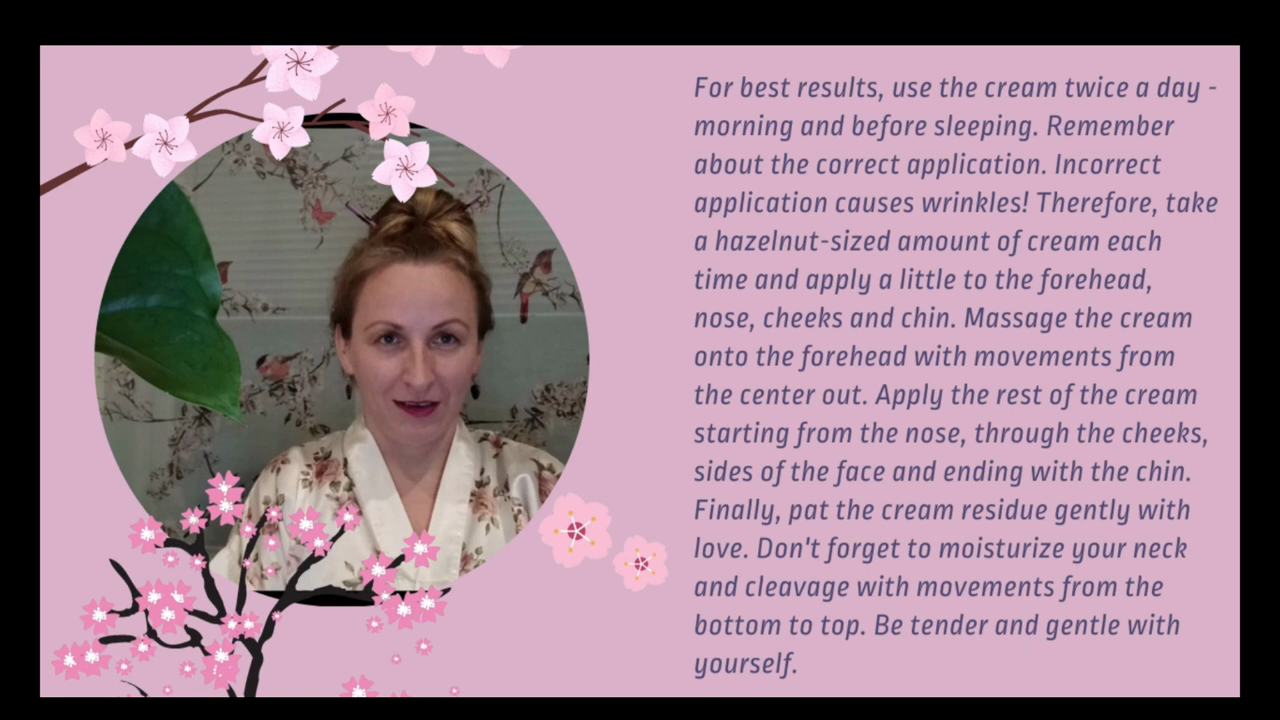 For best results, use the cream twice a day -
morning and before sleeping. Remember
about the correct application. Incorrect
application causes wrinkles! Therefore, take
a hazelnut-sized amount of cream each
time and apply a little to the forehead,
nose, cheeks and chin. Massage the cream
onto the forehead with movements from
the center out. Apply the rest of the cream
starting from the nose, through the cheeks,
sides of the face and ending with the chin.
Finally, pat the cream residue gently with
love. Don't forget to moisturize your neck
and cleavage with movements from the
bottom to top. Be tender and gentle with
yourself.